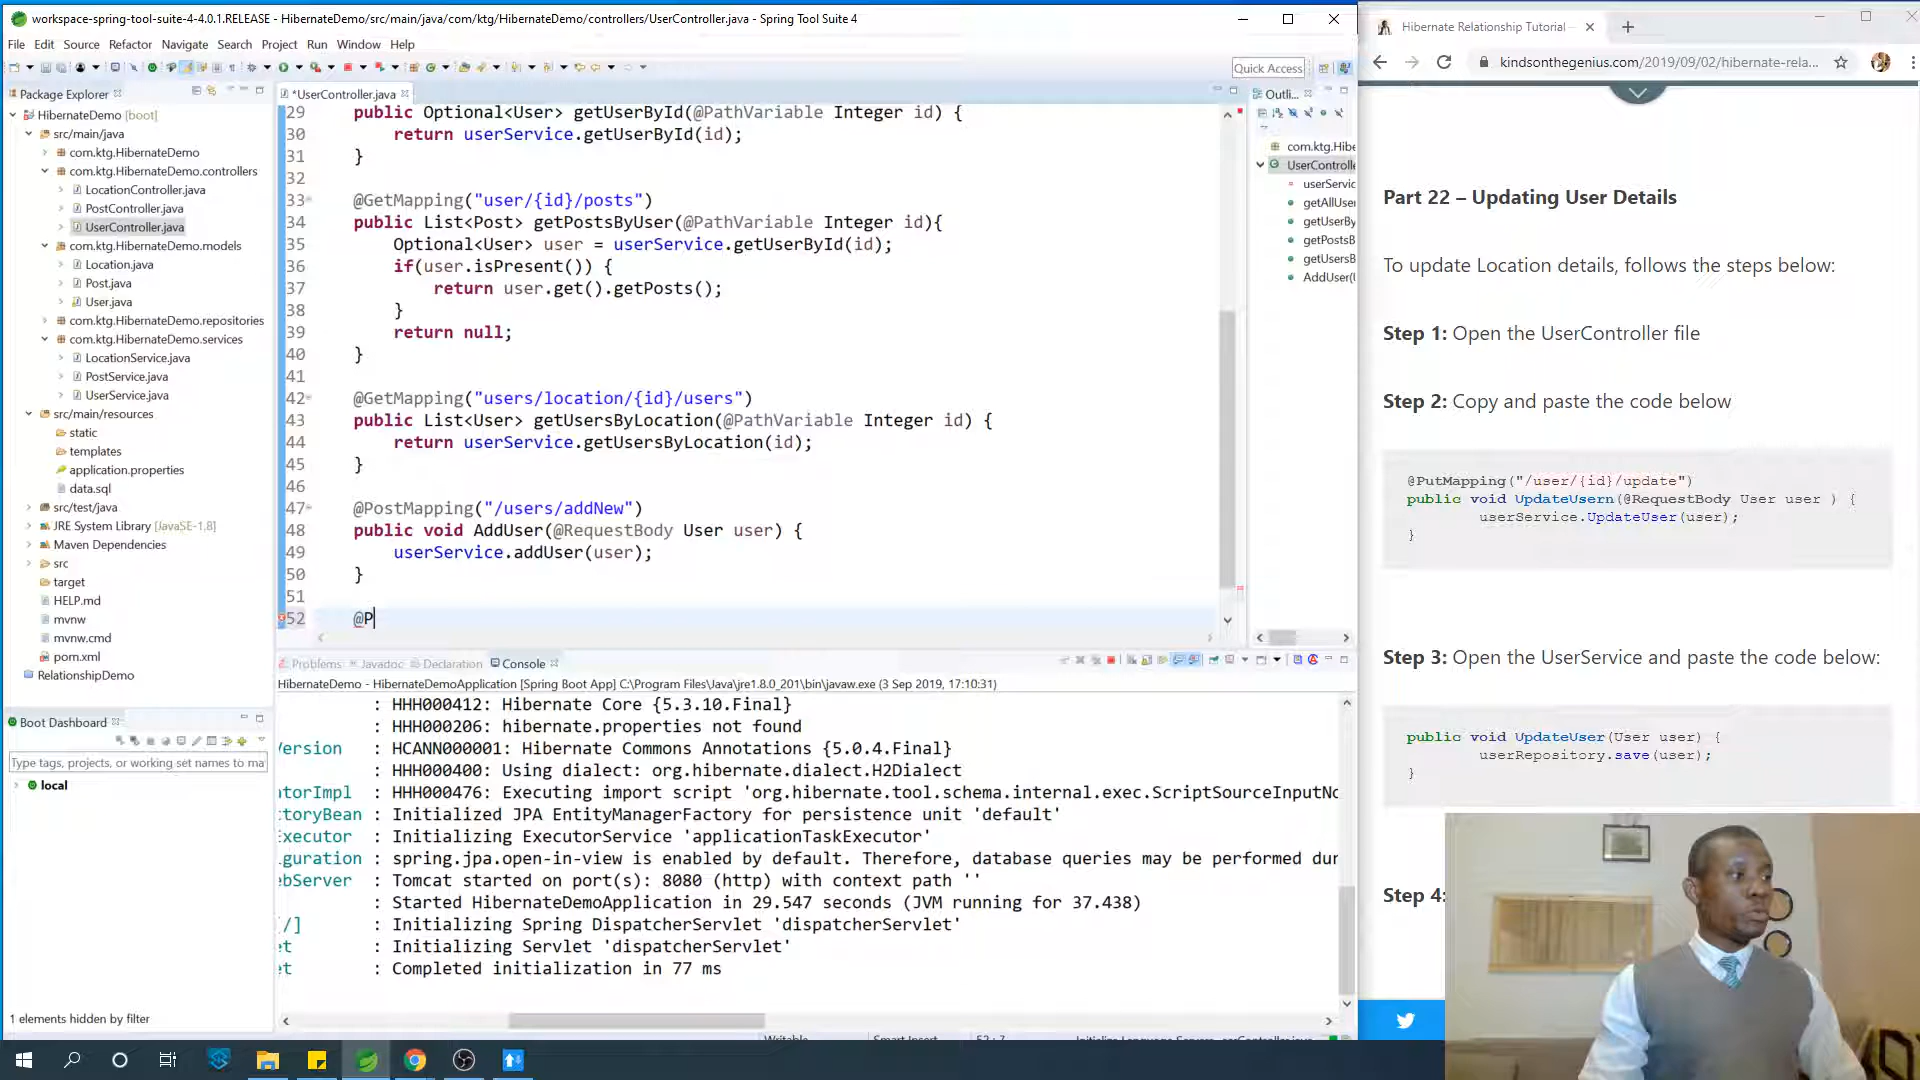 workspace-spring-tool-suite-4-4.0.1.RELEASE - HibernateDemo/src/main/java/com/ktg/HibernateDemo/controllers/UserController.java - Spring Tool Suite 4
File Edit Source Refactor Navigate Search Project Run Window Help
Quick Access
Package Explorer
HibernateDemo [boot]
src/main/java
com.ktg.HibernateDemo
com.ktg.HibernateDemo.controllers
LocationController.java
PostController.java
UserController.java
com.ktg.HibernateDemo.models
Location.java
Post.java
User.java
com.ktg.HibernateDemo.repositories
com.ktg.HibernateDemo.services
LocationService.java
PostService.java
UserService.java
src/main/resources
static
templates
application.properties
data.sql
src/test/java
JRE System Library [JavaSE-1.8]
Maven Dependencies
src
target
HELP.md
mvnw
mvnw.cmd
pom.xml
RelationshipDemo
Boot Dashboard
Type tags, projects, or working set names to ma
local
1 elements hidden by filter
*UserController.java
29 public Optional<User> getUserById(@PathVariable Integer id) {
30 return userService.getUserById(id);
31 }
32
33 @GetMapping("user/{id}/posts")
34 public List<Post> getPostsByUser(@PathVariable Integer id){
35 Optional<User> user = userService.getUserById(id);
36 if(user.isPresent()) {
37 return user.get().getPosts();
38 }
39 return null;
40 }
41
42 @GetMapping("users/location/{id}/users")
43 public List<User> getUsersByLocation(@PathVariable Integer id) {
44 return userService.getUsersByLocation(id);
45 }
46
47 @PostMapping("/users/addNew")
48 public void AddUser(@RequestBody User user) {
49 userService.addUser(user);
50 }
51
52 @P
Outli...
com.ktg.Hibe
UserControlle
userServic
getAllUse
getUserBy
getPostsB
getUsersB
AddUser(
Problems Javadoc Declaration Console
HibernateDemo - HibernateDemoApplication [Spring Boot App] C:\Program Files\Java\jre1.8.0_201\bin\javaw.exe (3 Sep 2019, 17:10:31)
: HHH000412: Hibernate Core {5.3.10.Final}
: HHH000206: hibernate.properties not found
Version : HCANN000001: Hibernate Commons Annotations {5.0.4.Final}
: HHH000400: Using dialect: org.hibernate.dialect.H2Dialect
atorImpl : HHH000476: Executing import script 'org.hibernate.tool.schema.internal.exec.ScriptSourceInputNo
ctoryBean : Initialized JPA EntityManagerFactory for persistence unit 'default'
Executor : Initializing ExecutorService 'applicationTaskExecutor'
iguration : spring.jpa.open-in-view is enabled by default. Therefore, database queries may be performed dur
ebServer : Tomcat started on port(s): 8080 (http) with context path ''
: Started HibernateDemoApplication in 29.547 seconds (JVM running for 37.438)
[/] : Initializing Spring DispatcherServlet 'dispatcherServlet'
et : Initializing Servlet 'dispatcherServlet'
et : Completed initialization in 77 ms
Hibernate Relationship Tutorial
kindsonthegenius.com/2019/09/02/hibernate-rela...
Part 22 – Updating User Details
To update Location details, follows the steps below:
Step 1: Open the UserController file
Step 2: Copy and paste the code below
@PutMapping("/user/{id}/update")
public void UpdateUsern(@RequestBody User user ) {
userService.UpdateUser(user);
}
Step 3: Open the UserService and paste the code below:
public void UpdateUser(User user) {
userRepository.save(user);
}
Step 4: